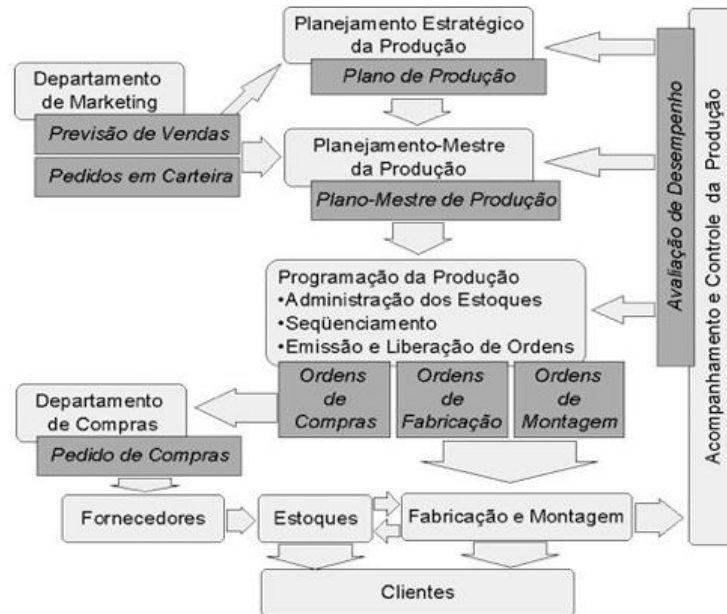 Planejamento Estratégico
da Produção
Plano de Produção
Departamento
de Marketing
Previsão de Vendas
Pedidos em Carteira
Planejamento-Mestre
da Produção
Plano-Mestre de Produção
Programação da Produção
•Administração dos Estoques
•Seqüenciamento
•Emissão e Liberação de Ordens
Ordens
de
Compras
Ordens
de
Fabricação
Ordens
de
Montagem
Departamento
de Compras
Pedido de Compras
Fornecedores
Estoques
Fabricação e Montagem
Clientes
Avaliação de Desempenho
Acompanhamento e Controle da Produção